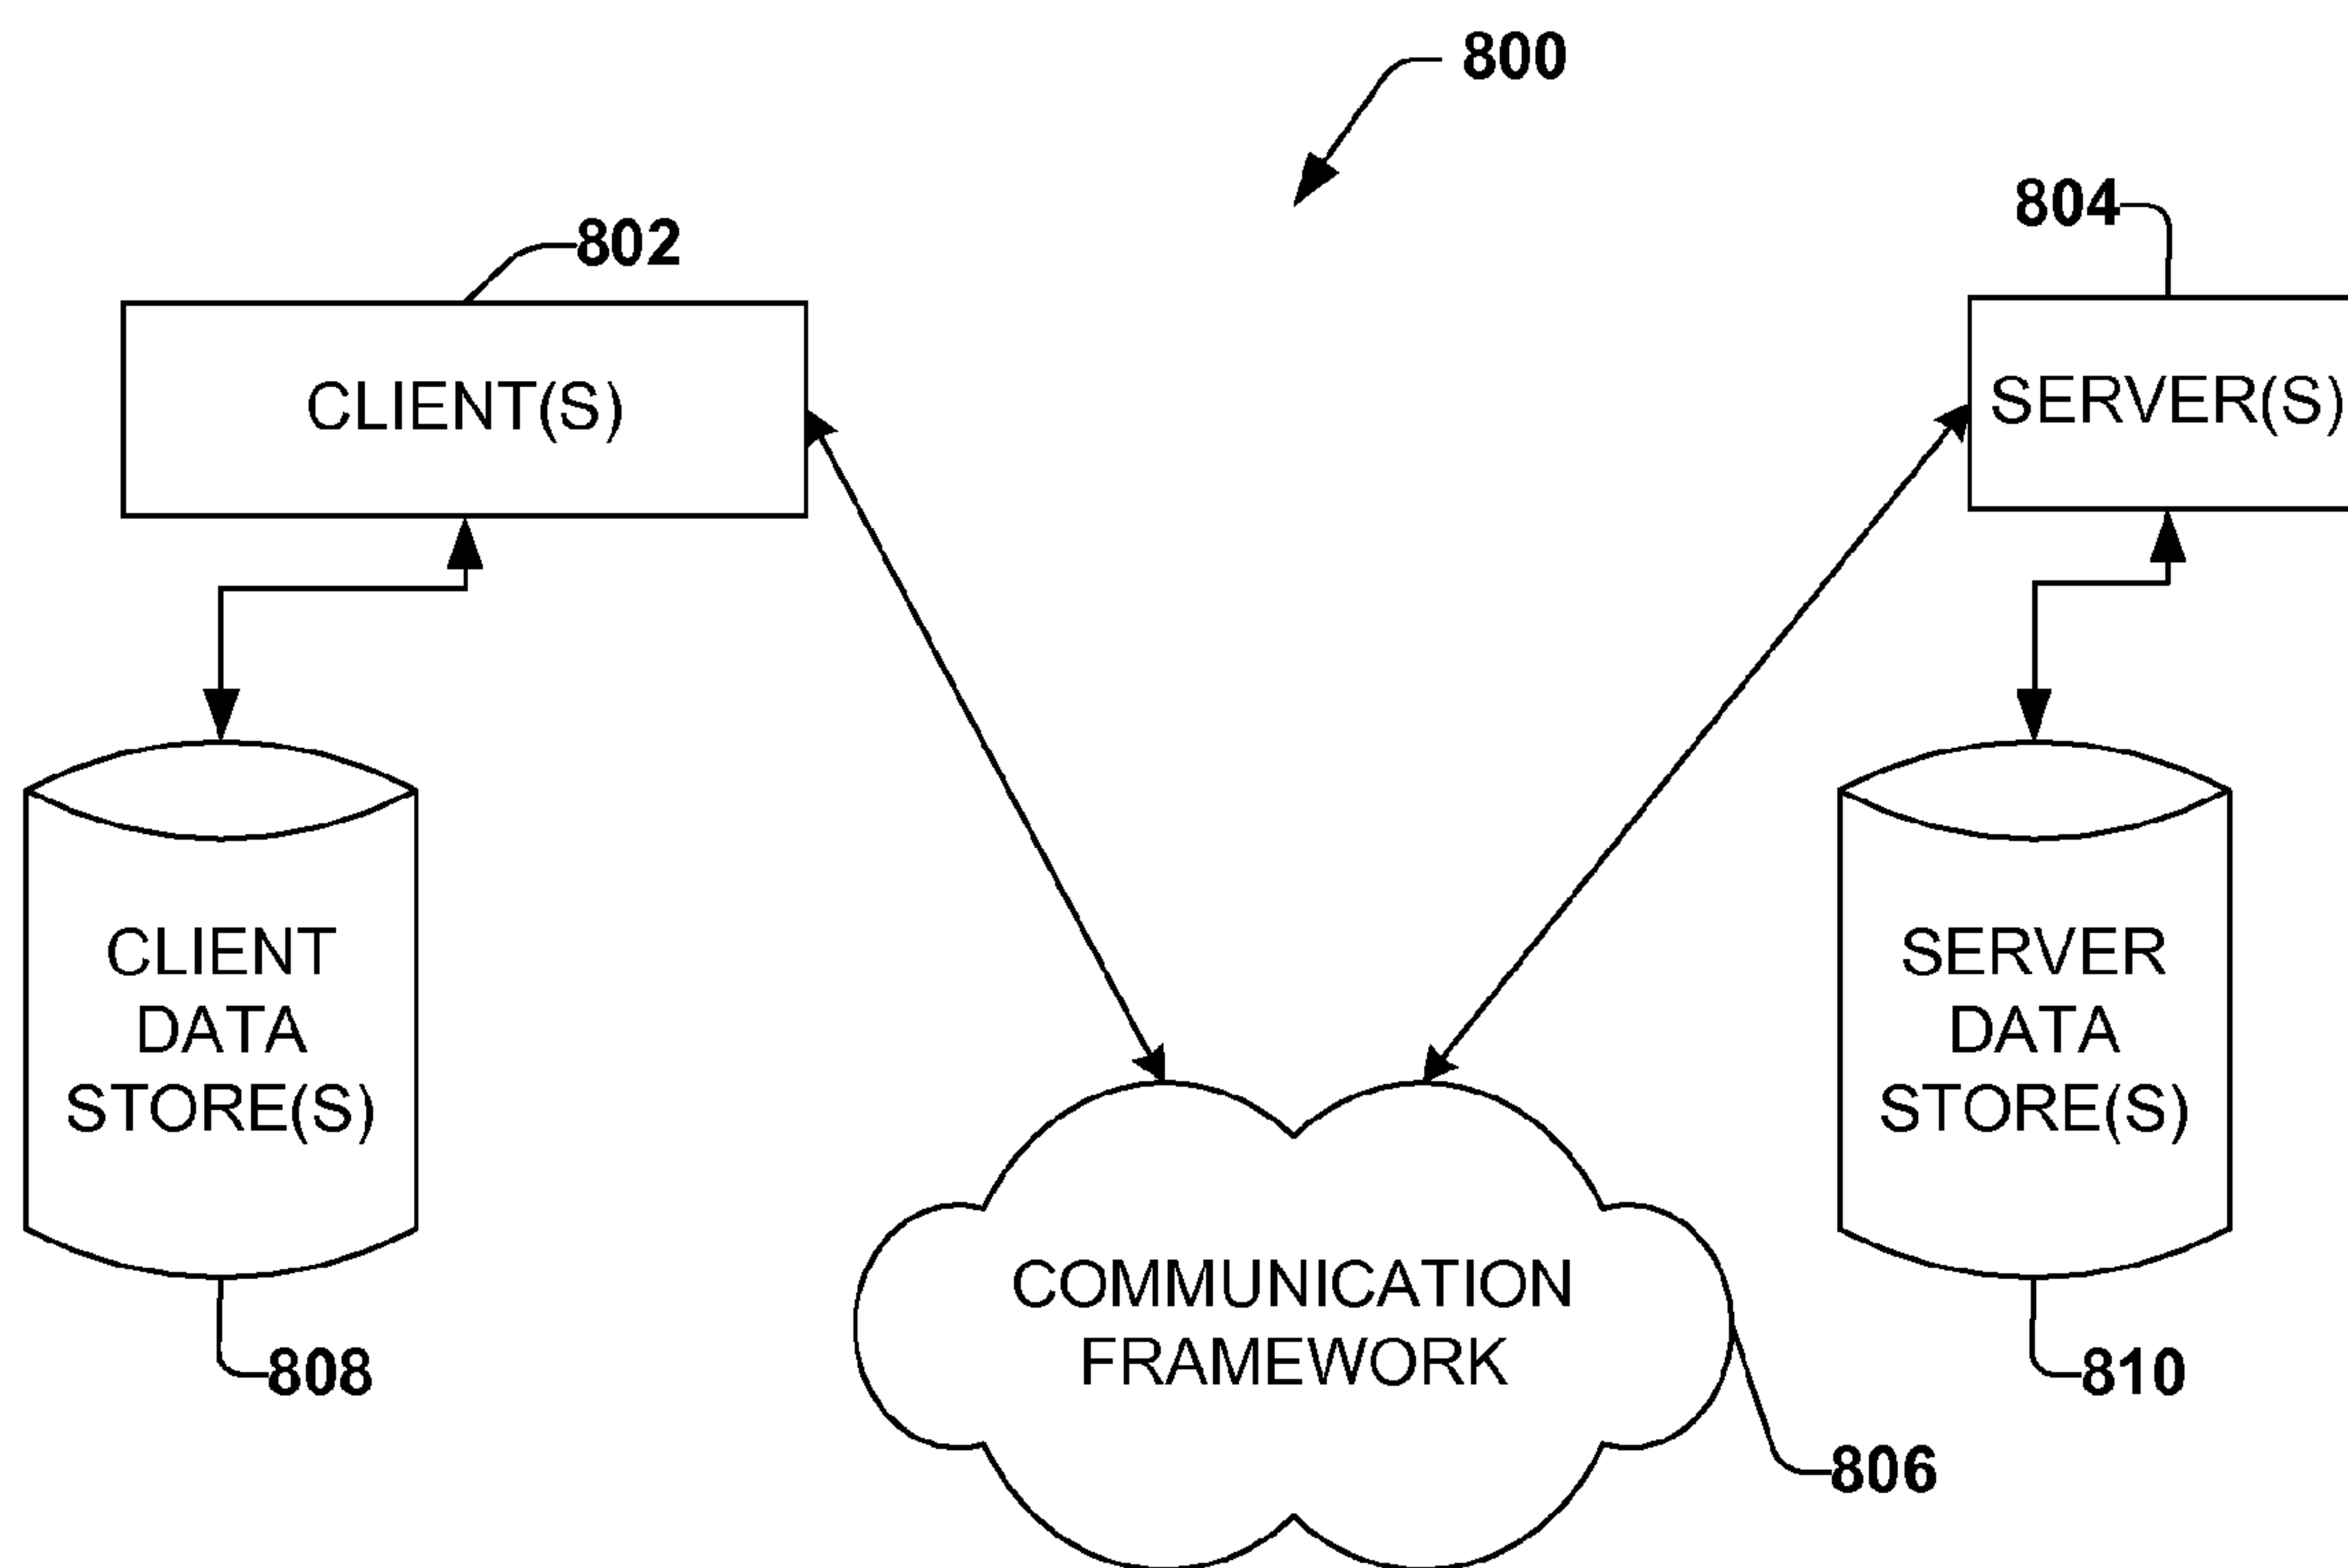 800
802
804
CLIENT(S)
SERVER(S)
CLIENT
DATA
STORE(S)
SERVER
DATA
STORE(S)
COMMUNICATION
FRAMEWORK
808
810
806